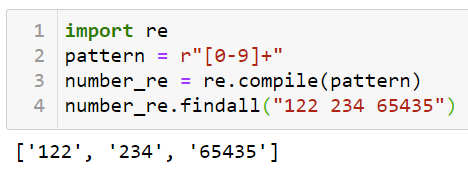 1 import re
2 pattern = r"[0-9]+"
3 number_re = re.compile(pattern)
4 number_re.findall("122 234 65435")
['122', '234', '65435']